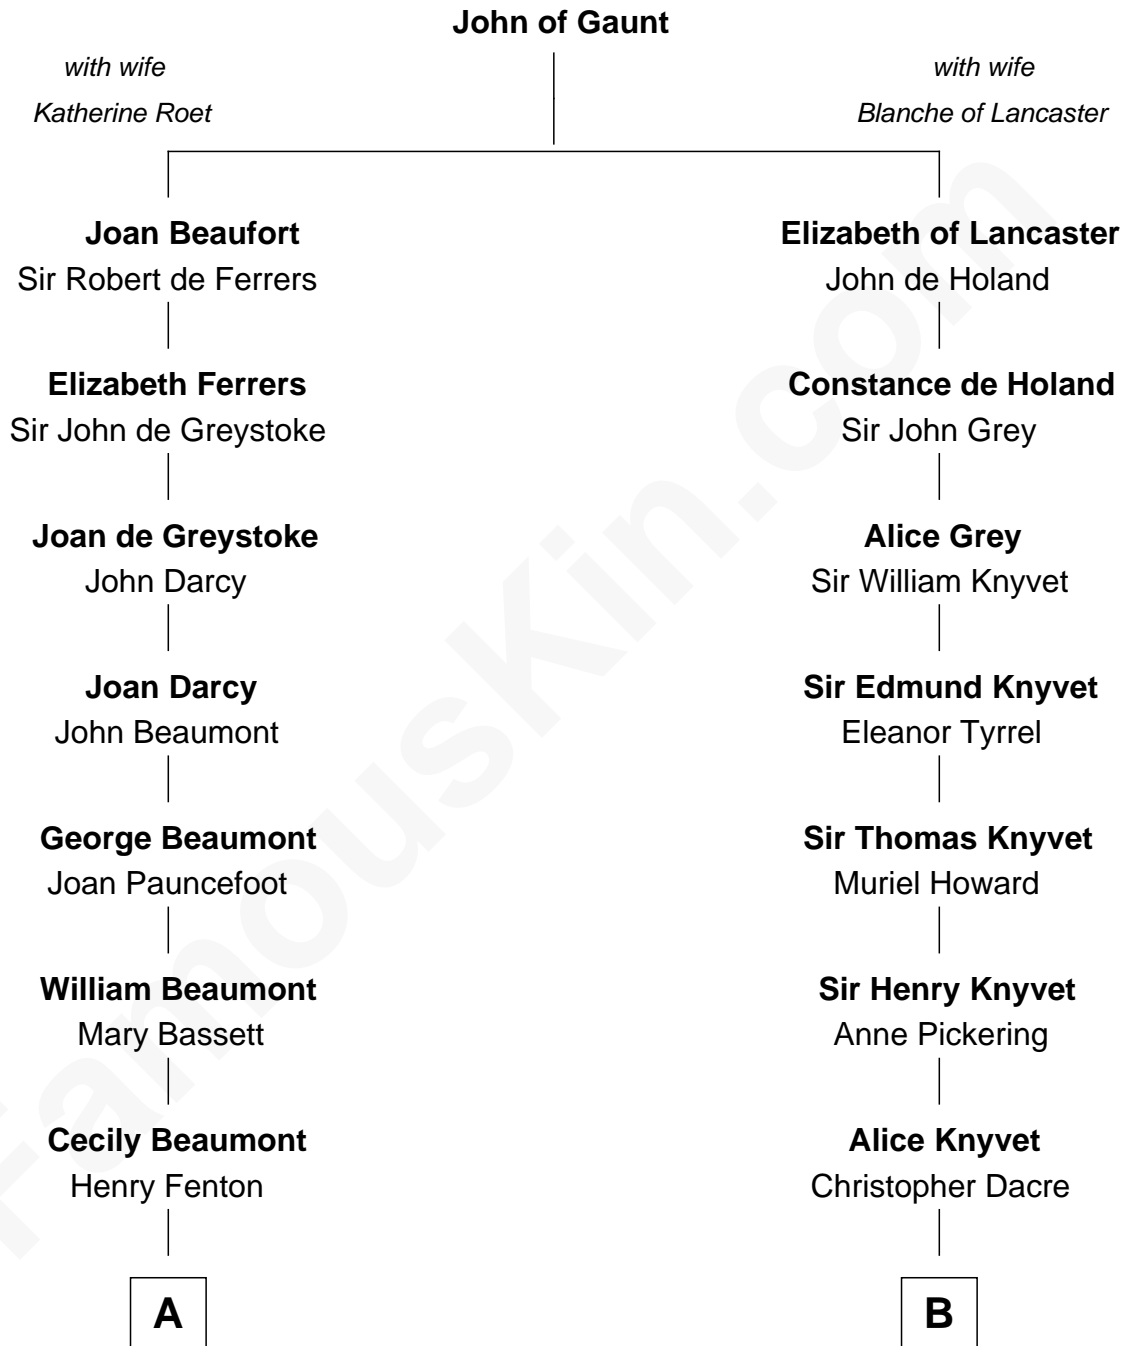 John of Gaunt
with wife
Katherine Roet
with wife
Blanche of Lancaster
Joan Beaufort
Sir Robert de Ferrers
Elizabeth of Lancaster
John de Holand
Elizabeth Ferrers
Sir John de Greystoke
Constance de Holand
Sir John Grey
Joan de Greystoke
John Darcy
Alice Grey
Sir William Knyvet
Joan Darcy
John Beaumont
Sir Edmund Knyvet
Eleanor Tyrrel
George Beaumont
Joan Pauncefoot
Sir Thomas Knyvet
Muriel Howard
William Beaumont
Mary Bassett
Sir Henry Knyvet
Anne Pickering
Cecily Beaumont
Henry Fenton
Alice Knyvet
Christopher Dacre
A
B
FamousKin.com